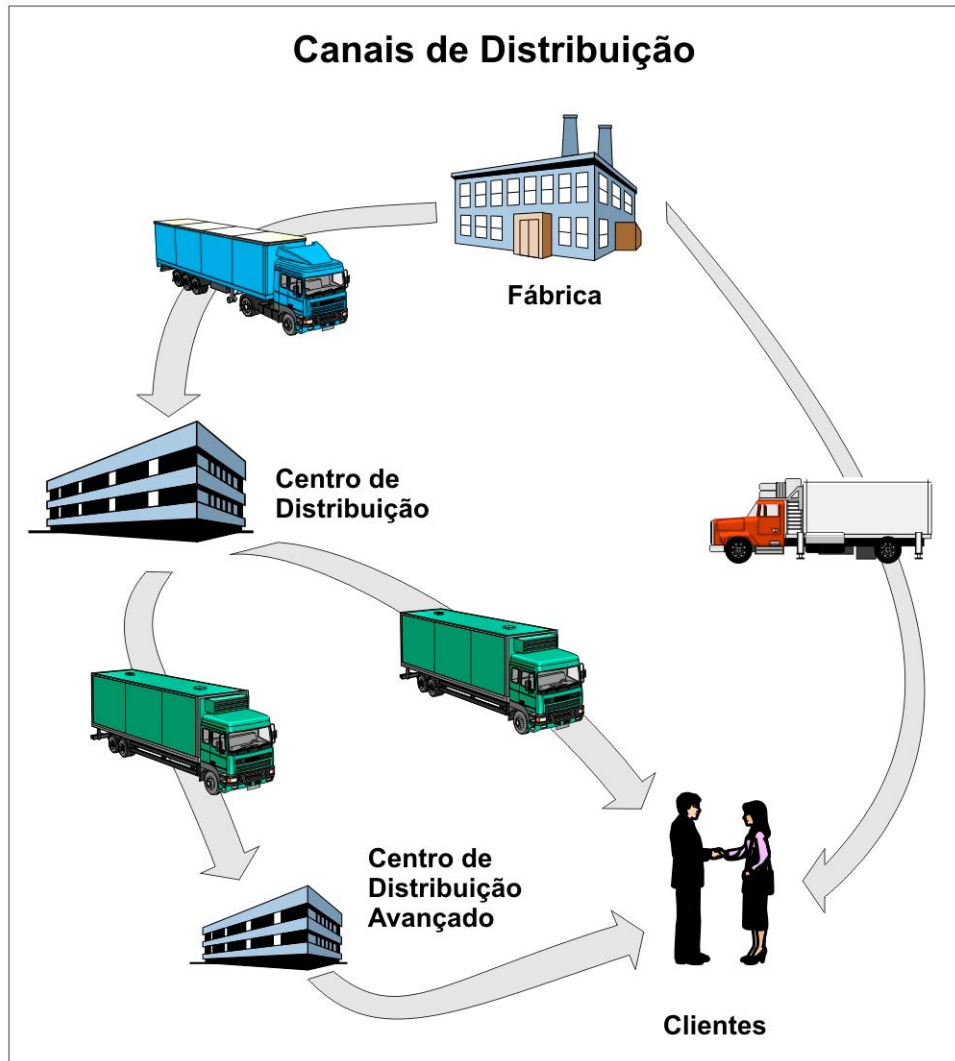 Canais de Distribuição
Fábrica
Centro de
Distribuição
Centro de
Distribuição
Avançado
Clientes